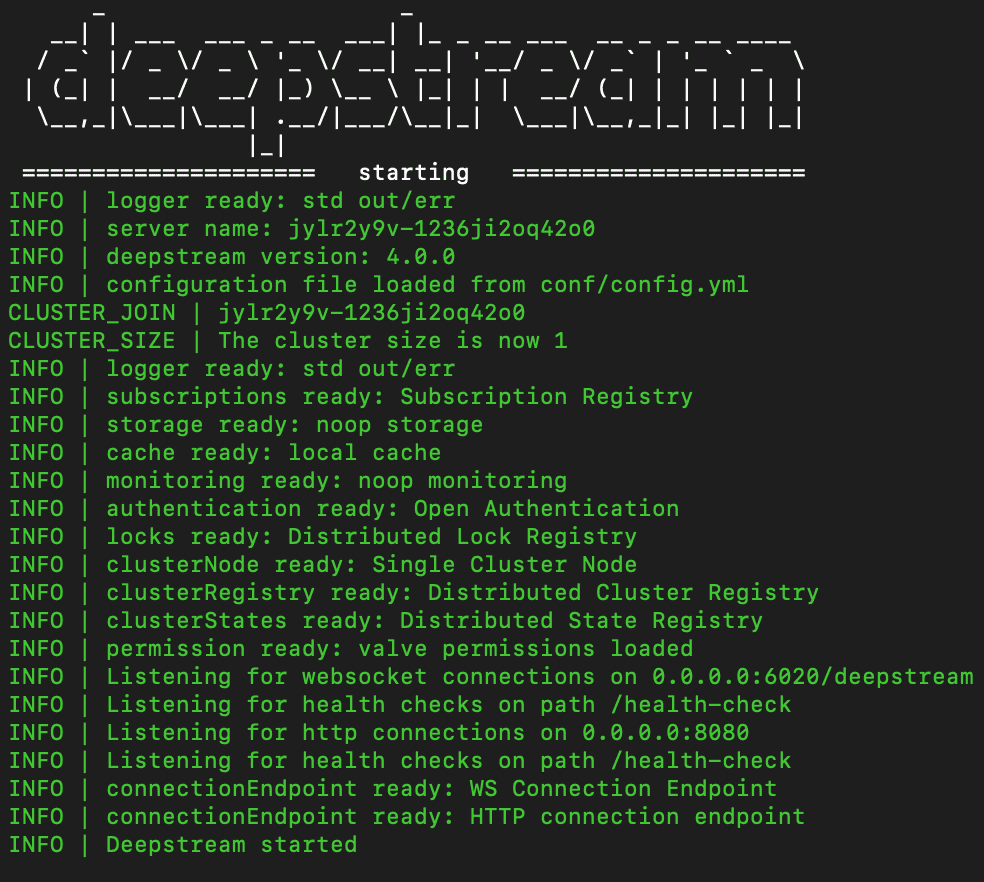 deepstream
===================== starting =====================
INFO | logger ready: std out/err
INFO | server name: jylr2y9v-1236ji2oq42o0
INFO | deepstream version: 4.0.0
INFO | configuration file loaded from conf/config.yml
CLUSTER_JOIN | jylr2y9v-1236ji2oq42o0
CLUSTER_SIZE | The cluster size is now 1
INFO | logger ready: std out/err
INFO | subscriptions ready: Subscription Registry
INFO | storage ready: noop storage
INFO | cache ready: local cache
INFO | monitoring ready: noop monitoring
INFO | authentication ready: Open Authentication
INFO | locks ready: Distributed Lock Registry
INFO | clusterNode ready: Single Cluster Node
INFO | clusterRegistry ready: Distributed Cluster Registry
INFO | clusterStates ready: Distributed State Registry
INFO | permission ready: valve permissions loaded
INFO | Listening for websocket connections on 0.0.0.0:6020/deepstream
INFO | Listening for health checks on path /health-check
INFO | Listening for http connections on 0.0.0.0:8080
INFO | Listening for health checks on path /health-check
INFO | connectionEndpoint ready: WS Connection Endpoint
INFO | connectionEndpoint ready: HTTP connection endpoint
INFO | Deepstream started